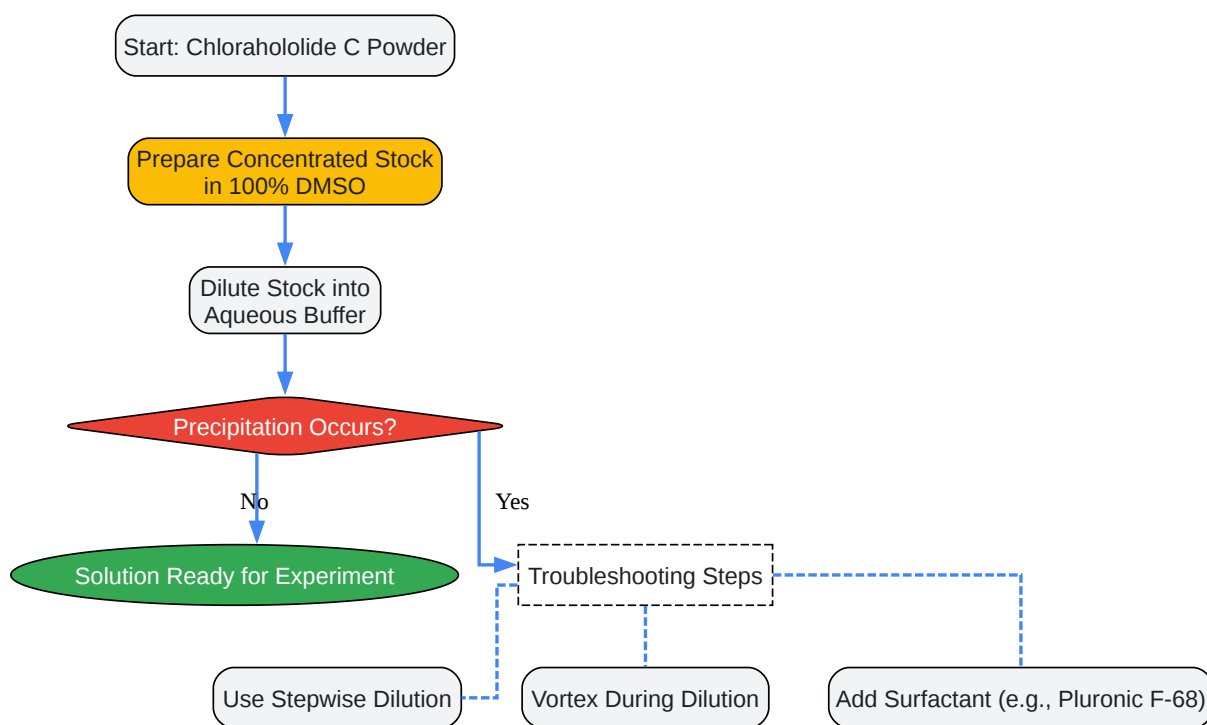 Start: Chlorahololide C Powder
Prepare Concentrated Stock
in 100% DMSO
Dilute Stock into
Aqueous Buffer
Precipitation Occurs?
No
Yes
Solution Ready for Experiment
Troubleshooting Steps
Use Stepwise Dilution
Vortex During Dilution
Add Surfactant (e.g., Pluronic F-68)